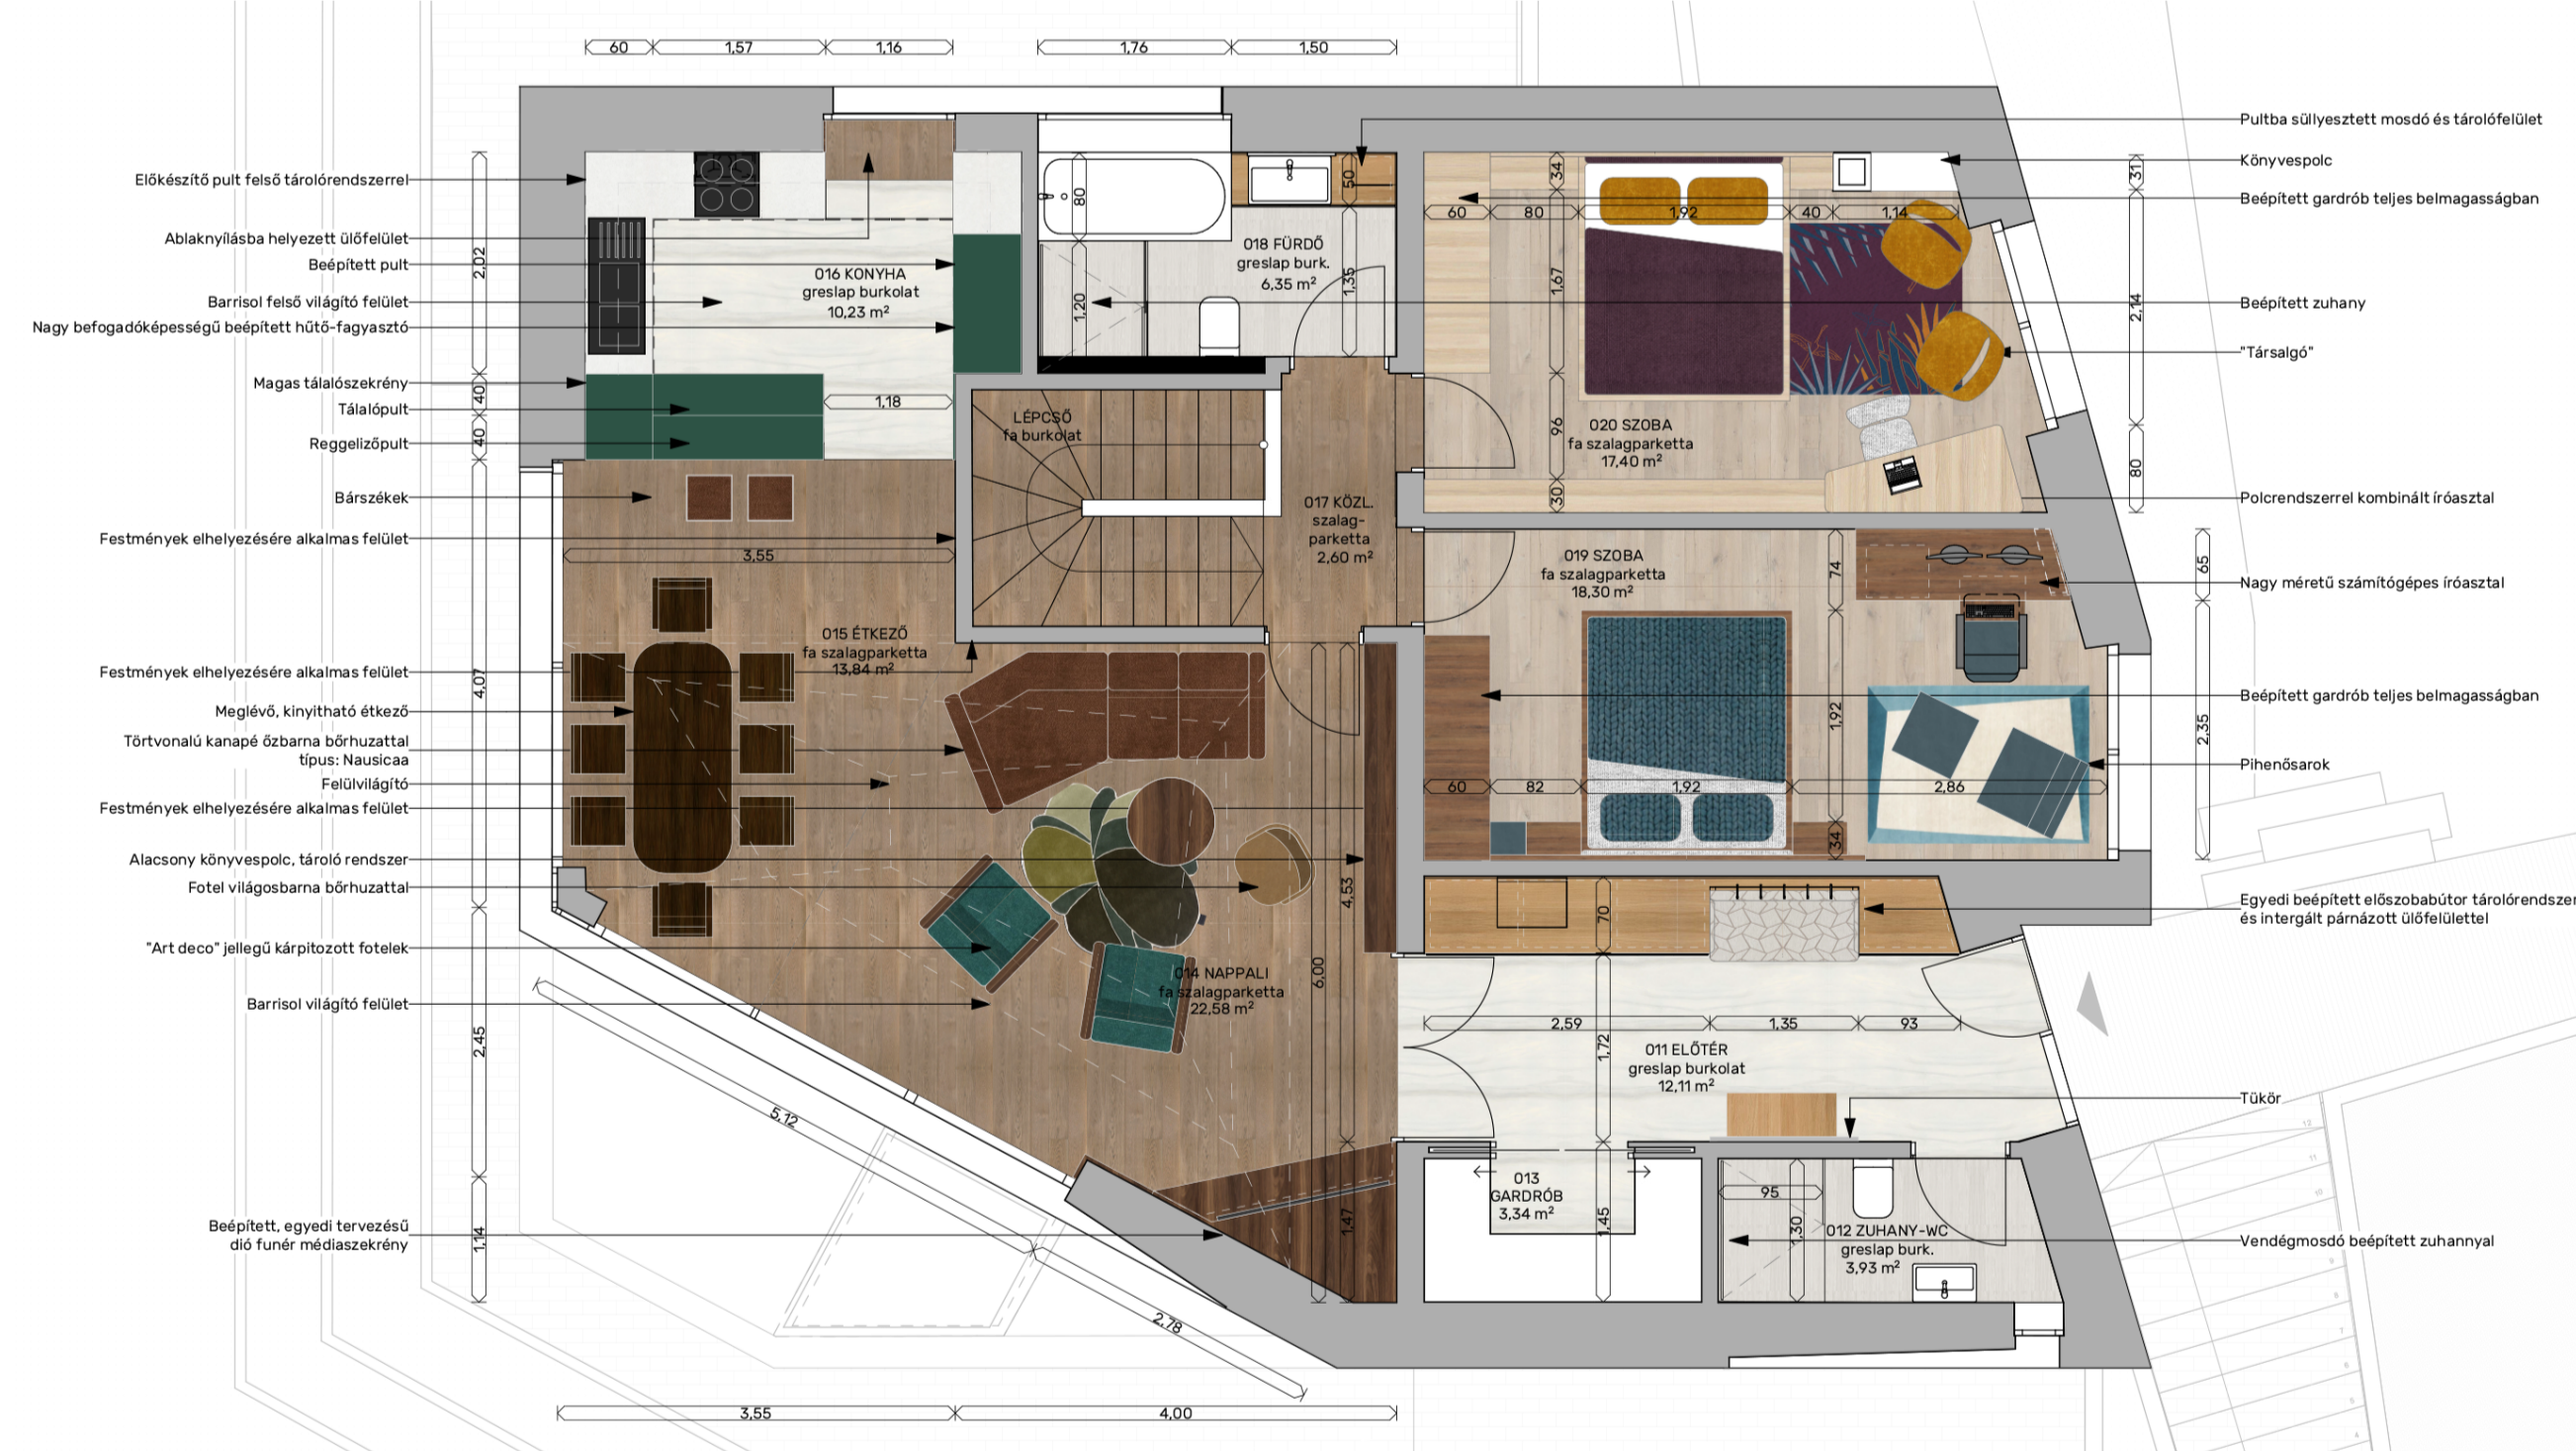 60
1,57
1,16
1,76
1,50
Előkészítő pult felső tárolórendszerrel
Ablaknyílásba helyezett ülőfelület
Beépített pult
Barrisol felső világító felület
Nagy befogadóképességű beépített hűtő-fagyasztó
Magas tálalószekrény
Tálalópult
Reggelizőpult
Bárszékek
Festmények elhelyezésére alkalmas felület
Festmények elhelyezésére alkalmas felület
Meglévő, kinyitható étkező
Törtvonalú kanapé őzbarna bőrhuzattal
típus: Nausicaa
Felülvilágító
Festmények elhelyezésére alkalmas felület
Alacsony könyvespolc, tároló rendszer
Fotel világosbarna bőrhuzattal
"Art deco" jellegű kárpitozott fotelek
Barrisol világító felület
Beépített, egyedi tervezésű
dió funér médiaszekrény
2,02
40
40
4,07
2,45
1,14
016 KONYHA
greslap burkolat
10,23 m²
1,18
3,55
015 ÉTKEZŐ
fa szalagparketta
13,84 m²
LÉPCSŐ
fa burkolat
80
1,20
50
1,35
018 FÜRDŐ
greslap burk.
6,35 m²
017 KÖZL.
szalag-
parketta
2,60 m²
014 NAPPALI
fa szalagparketta
22,58 m²
6,00
4,53
1,47
5,12
2,78
3,55
4,00
34
60
80
1,92
40
1,14
1,67
96
30
020 SZOBA
fa szalagparketta
17,40 m²
31
2,14
80
019 SZOBA
fa szalagparketta
18,30 m²
74
1,92
34
60
82
1,92
2,86
65
2,35
70
2,59
1,35
93
1,72
011 ELŐTÉR
greslap burkolat
12,11 m²
013
GARDRÓB
3,34 m²
1,45
95
1,30
012 ZUHANY-WC
greslap burk.
3,93 m²
Pultba süllyesztett mosdó és tárolófelület
Könyvespolc
Beépített gardrób teljes belmagasságban
Beépített zuhany
"Társalgó"
Polcrendszerrel kombinált íróasztal
Nagy méretű számítógépes íróasztal
Beépített gardrób teljes belmagasságban
Pihenősarok
Egyedi beépített előszobabútor tárolórendszer
és intergált párnázott ülőfelülettel
Tükör
Vendégmosdó beépített zuhannyal
12
11
10
9
8
7
6
5
4